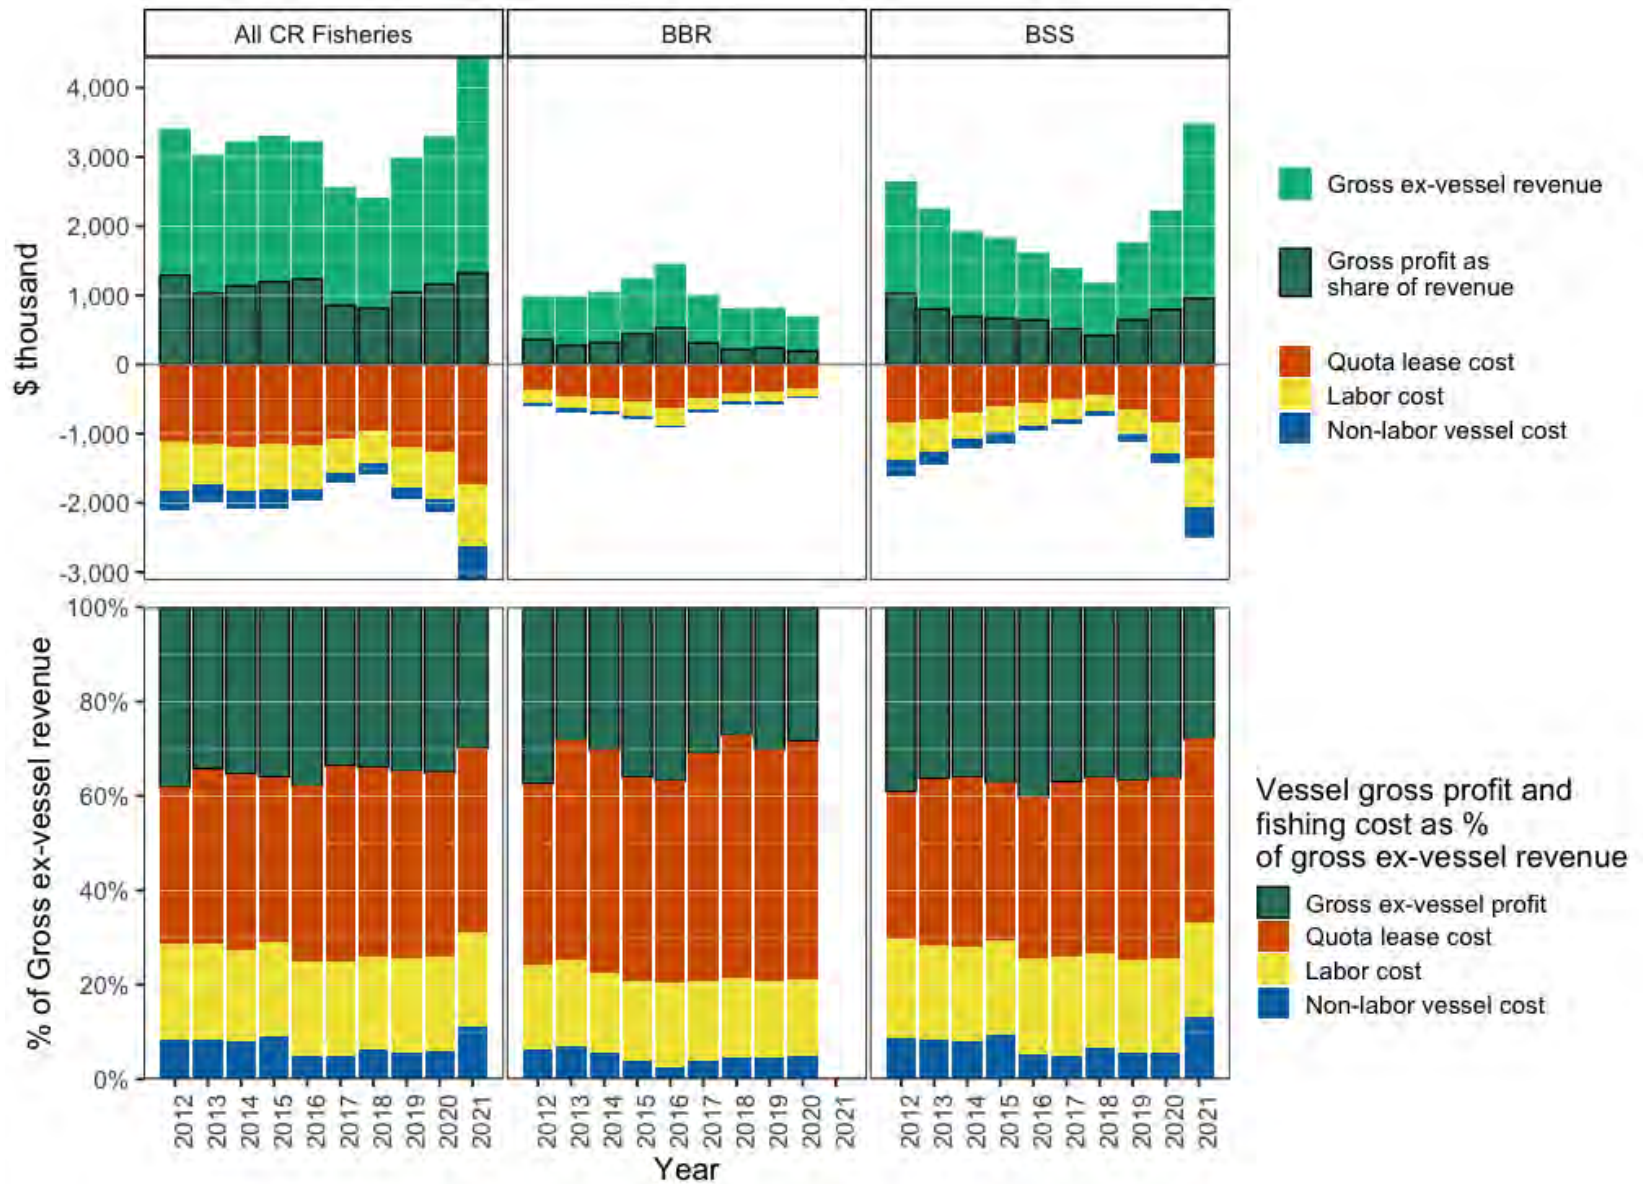 All CR Fisheries
BBR
BSS
$ thousand
4,000
3,000
2,000
1,000
0
-1,000
-2,000
-3,000
Gross ex-vessel revenue
Gross profit as
share of revenue
Quota lease cost
Labor cost
Non-labor vessel cost
% of Gross ex-vessel revenue
100%
80%
60%
40%
20%
0%
Vessel gross profit and
fishing cost as %
of gross ex-vessel revenue
Gross ex-vessel profit
Quota lease cost
Labor cost
Non-labor vessel cost
2012 2013 2014 2015 2016 2017 2018 2019 2020 2021
2012 2013 2014 2015 2016 2017 2018 2019 2020 2021
2012 2013 2014 2015 2016 2017 2018 2019 2020 2021
Year